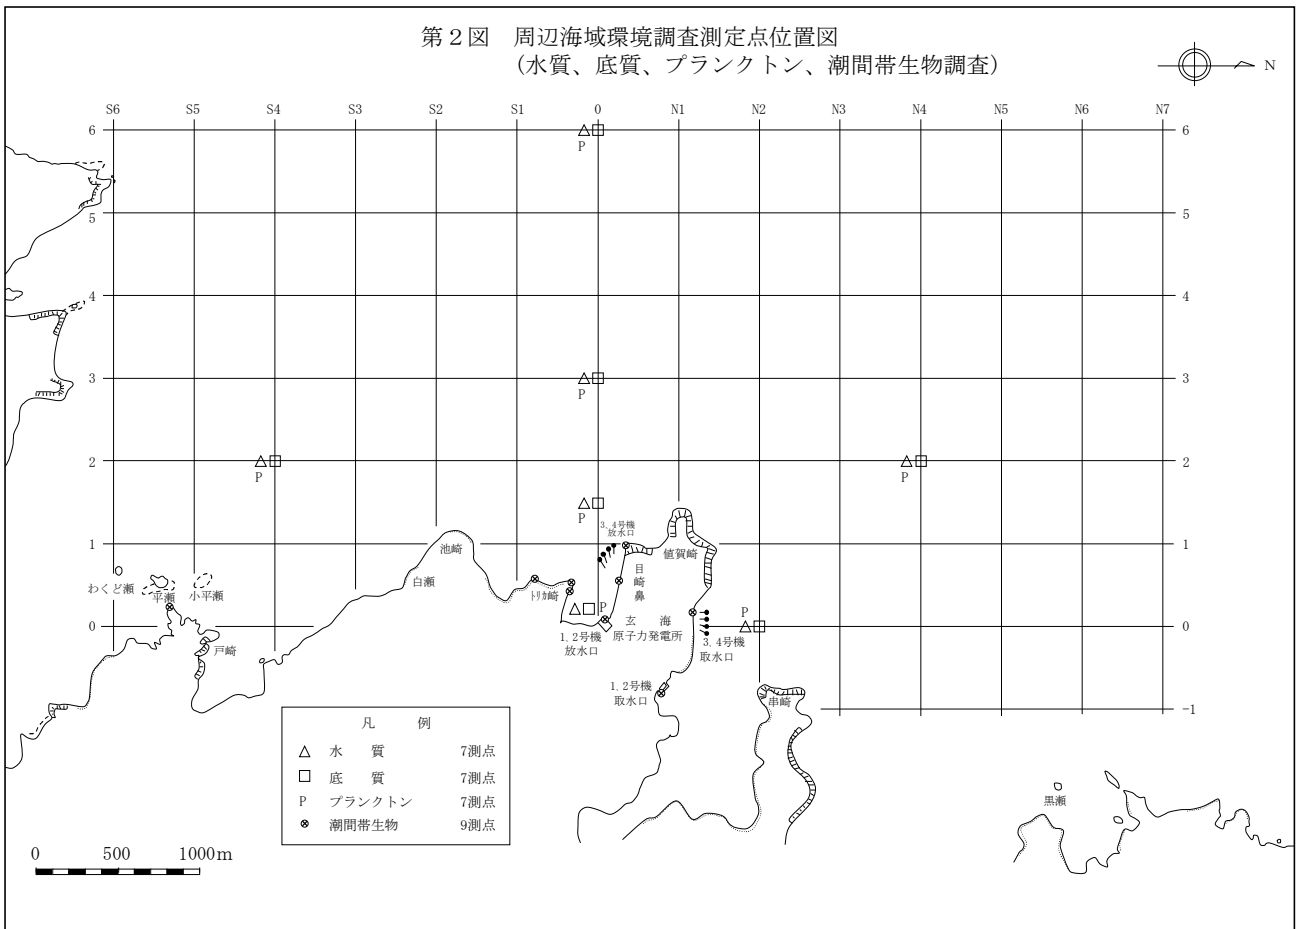 第２図　周辺海域環境調査測定点位置図
（水質、底質、プランクトン、潮間帯生物調査）
N
S6 S5 S4 S3 S2 S1 0 N1 N2 N3 N4 N5 N6 N7
6 6
P
5 5
4 4
3 3
P
2 2
P P
P
3,4号機
放水口
1 1
池崎
値賀崎
目崎鼻
わくど瀬
平瀬
小平瀬
白瀬
ﾄﾘｶ崎
P
P
0 0
玄　海
原子力発電所
1,2号機
放水口
3,4号機
取水口
戸崎
1,2号機
取水口
串崎
-1
凡　例
水　質　7測点
底　質　7測点
P　プランクトン　7測点
潮間帯生物　9測点
黒瀬
0 500 1000m